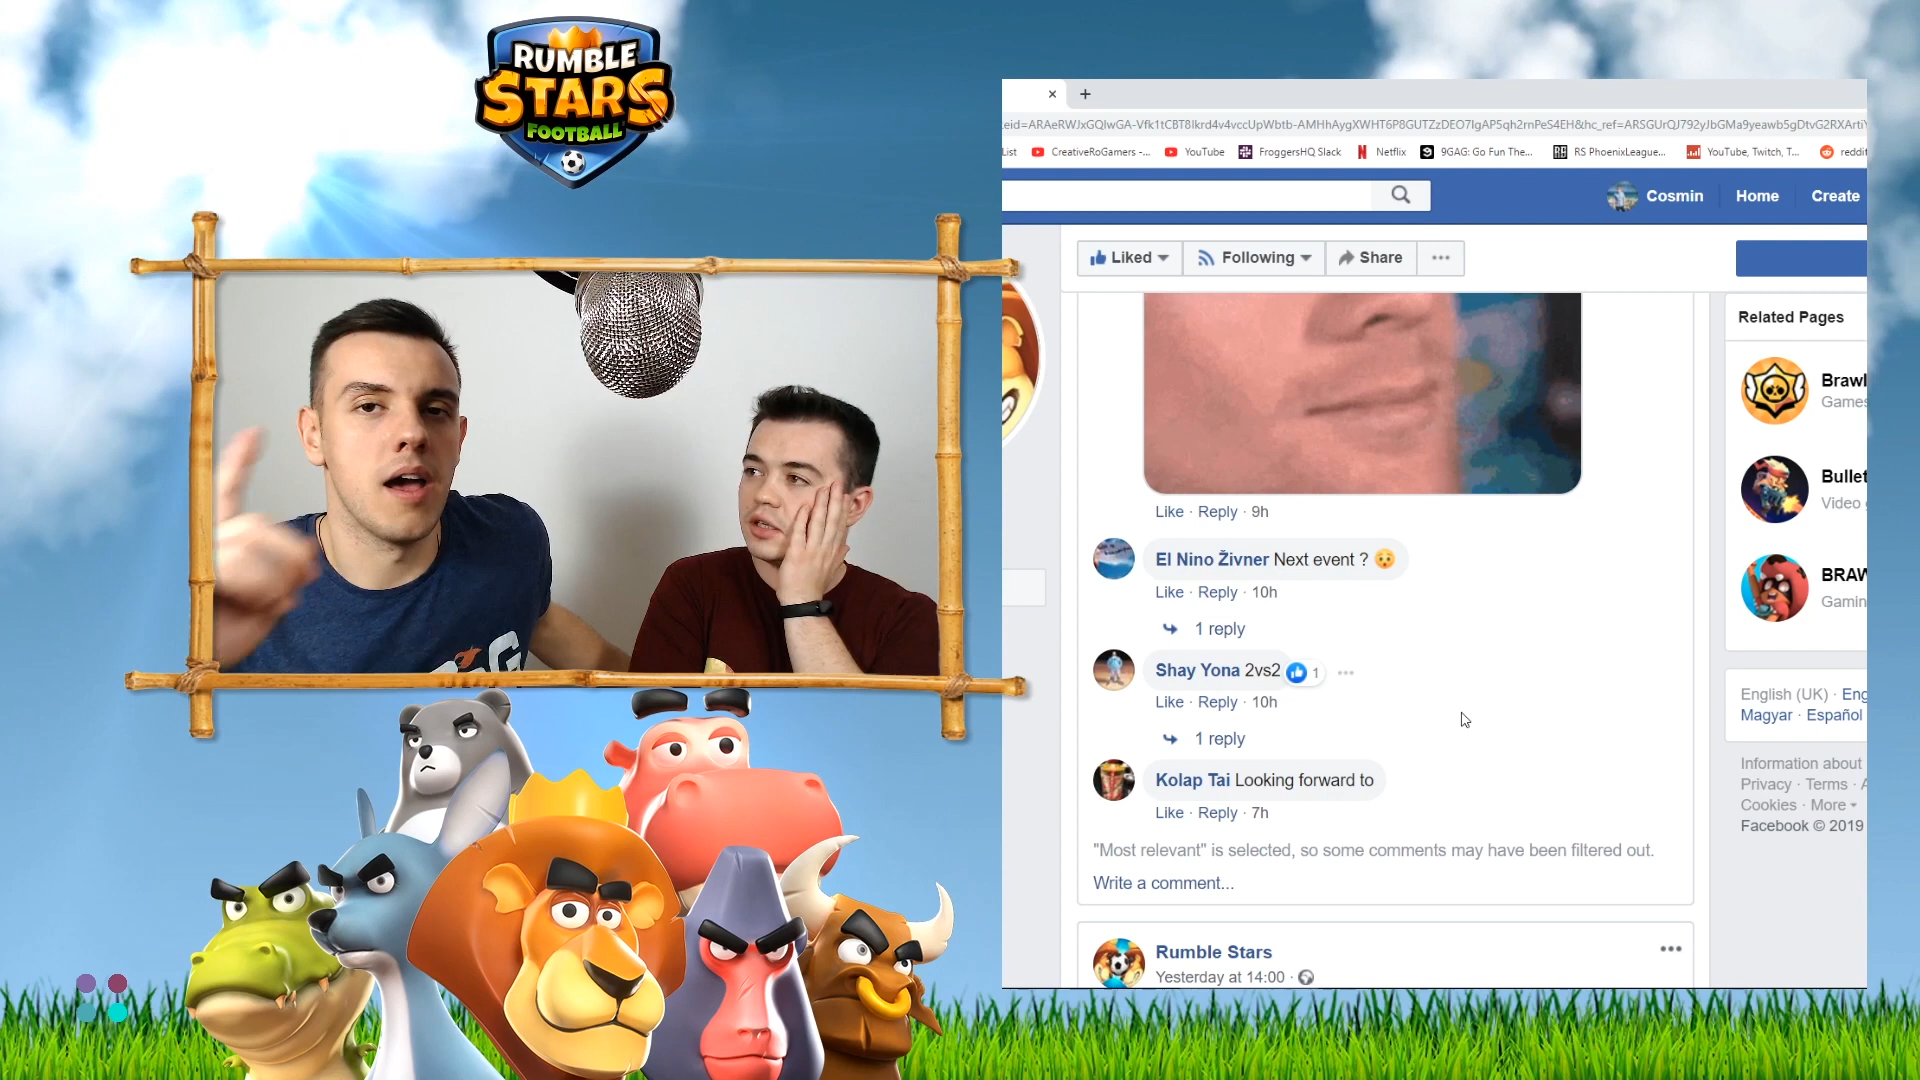 RUMBLE
STARS
FOOTBALL
× +
eid=ARAeRWJxGQIwGA-Vfk1tCBT8Ikrd4v4vccUpWbtb-AMHhAygXWHT6P8GUTZzDEO7IgAP5qh2rnPeS4EH&hc_ref=ARSGUrQJ792yJbGMa9yeawb5gDtvG2RXArtiY
List CreativeRoGamers -... YouTube FroggersHQ Slack Netflix 9GAG: Go Fun The... RS PhoenixLeague... YouTube, Twitch, T... reddit
Cosmin Home Create
Liked Following Share ...
Related Pages
Brawl
Games
Bullet
Video
BRAW
Gamin
Like · Reply · 9h
El Nino Živner Next event ? 😯
Like · Reply · 10h
1 reply
Shay Yona 2vs2 1 ...
Like · Reply · 10h
1 reply
Kolap Tai Looking forward to
Like · Reply · 7h
"Most relevant" is selected, so some comments may have been filtered out.
Write a comment...
Rumble Stars ...
Yesterday at 14:00 ·
English (UK) · Eng
Magyar · Español
Information about
Privacy · Terms · A
Cookies · More
Facebook © 2019